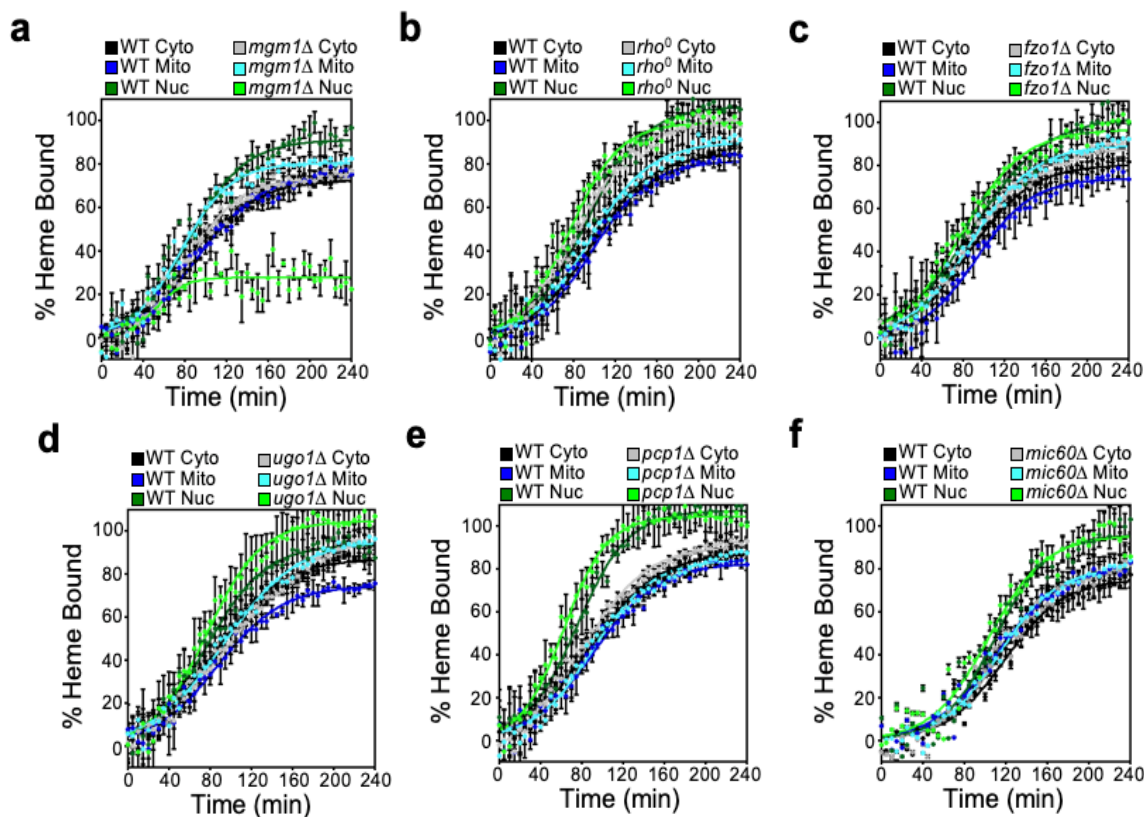 a
WT Cyto mgm1Δ Cyto
WT Mito mgm1Δ Mito
WT Nuc mgm1Δ Nuc
% Heme Bound
100
80
60
40
20
0
0 40 80 120 160 200 240
Time (min)
b
WT Cyto rho⁰ Cyto
WT Mito rho⁰ Mito
WT Nuc rho⁰ Nuc
% Heme Bound
100
80
60
40
20
0
0 40 80 120 160 200 240
Time (min)
c
WT Cyto fzo1Δ Cyto
WT Mito fzo1Δ Mito
WT Nuc fzo1Δ Nuc
% Heme Bound
100
80
60
40
20
0
0 40 80 120 160 200 240
Time (min)
d
WT Cyto ugo1Δ Cyto
WT Mito ugo1Δ Mito
WT Nuc ugo1Δ Nuc
% Heme Bound
100
80
60
40
20
0
0 40 80 120 160 200 240
Time (min)
e
WT Cyto pcp1Δ Cyto
WT Mito pcp1Δ Mito
WT Nuc pcp1Δ Nuc
% Heme Bound
100
80
60
40
20
0
0 40 80 120 160 200 240
Time (min)
f
WT Cyto mic60Δ Cyto
WT Mito mic60Δ Mito
WT Nuc mic60Δ Nuc
% Heme Bound
100
80
60
40
20
0
0 40 80 120 160 200 240
Time (min)